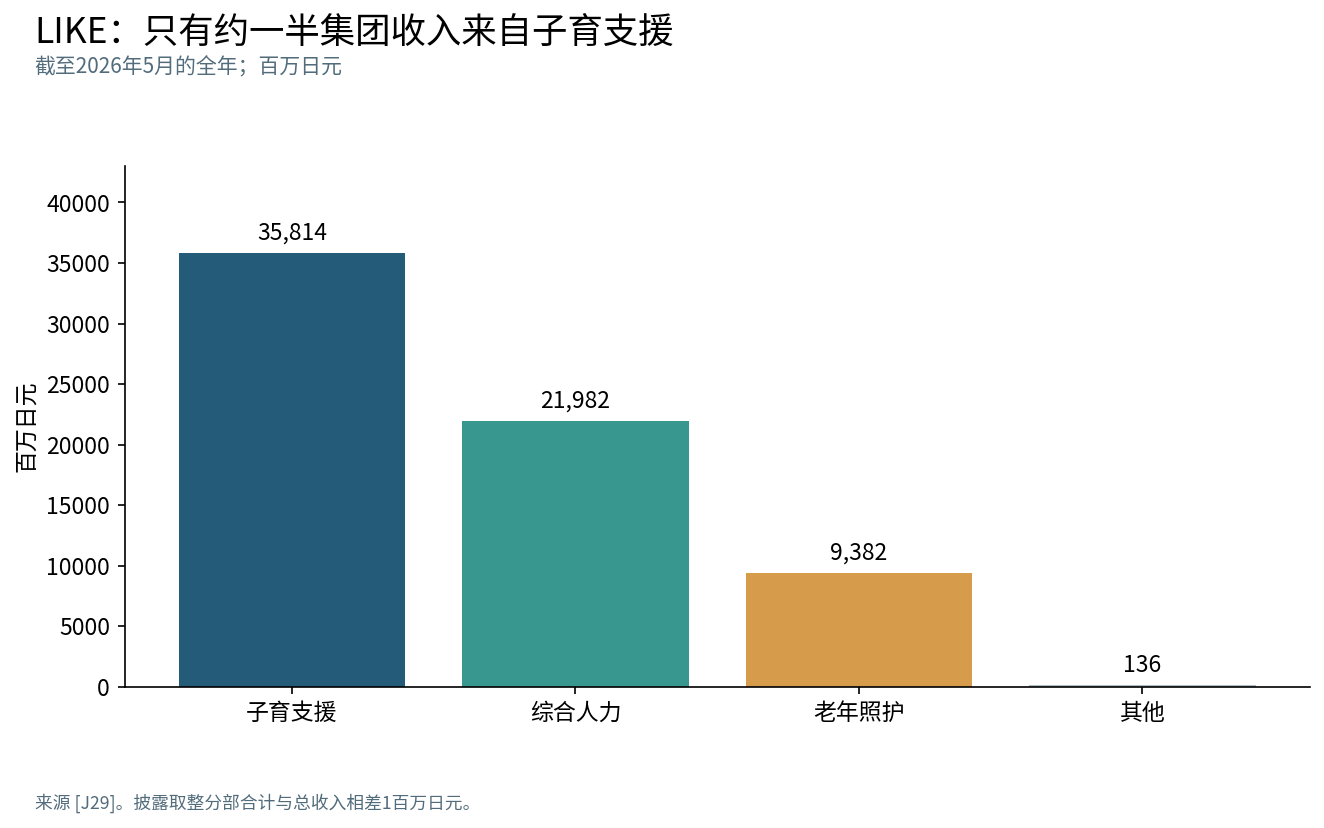 LIKE：只有约一半集团收入来自子育支援
截至2026年5月的全年；百万日元
百万日元
40000
35000
30000
25000
20000
15000
10000
5000
0
35,814
21,982
9,382
136
子育支援
综合人力
老年照护
其他
来源 [J29]。披露取整分部合计与总收入相差1百万日元。